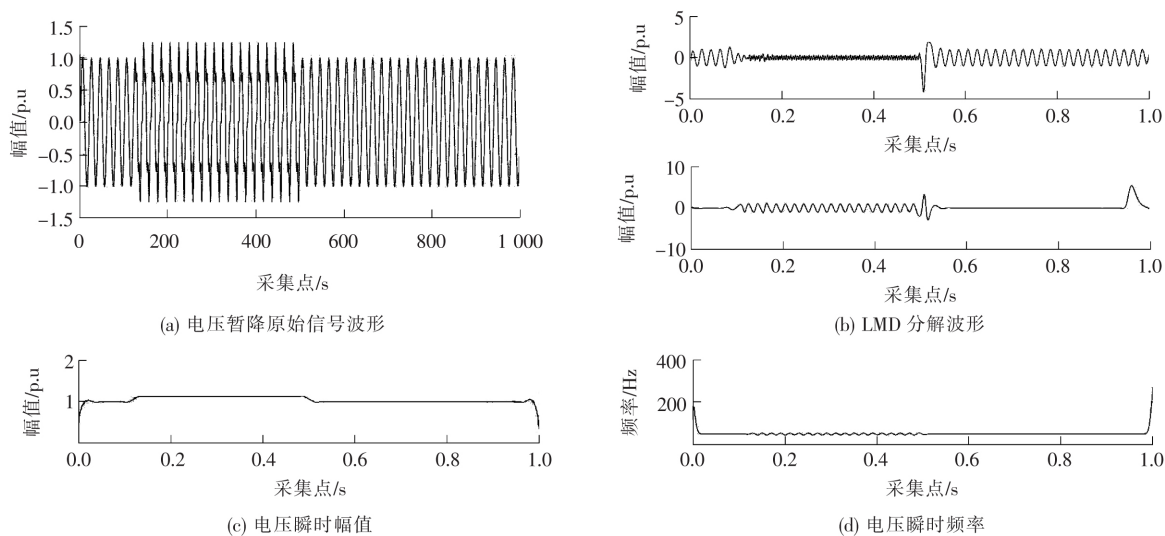 1.5
1.0
0.5
0.0
-0.5
-1.0
-1.5
幅值/p.u
0 200 400 600 800 1 000
采集点/s
(a) 电压暂降原始信号波形
5
0
-5
幅值/p.u
0.0 0.2 0.4 0.6 0.8 1.0
采集点/s
10
0
-10
幅值/p.u
0.0 0.2 0.4 0.6 0.8 1.0
采集点/s
(b) LMD 分解波形
2
1
幅值/p.u
0.0 0.2 0.4 0.6 0.8 1.0
采集点/s
(c) 电压瞬时幅值
400
200
频率/Hz
0.0 0.2 0.4 0.6 0.8 1.0
采集点/s
(d) 电压瞬时频率